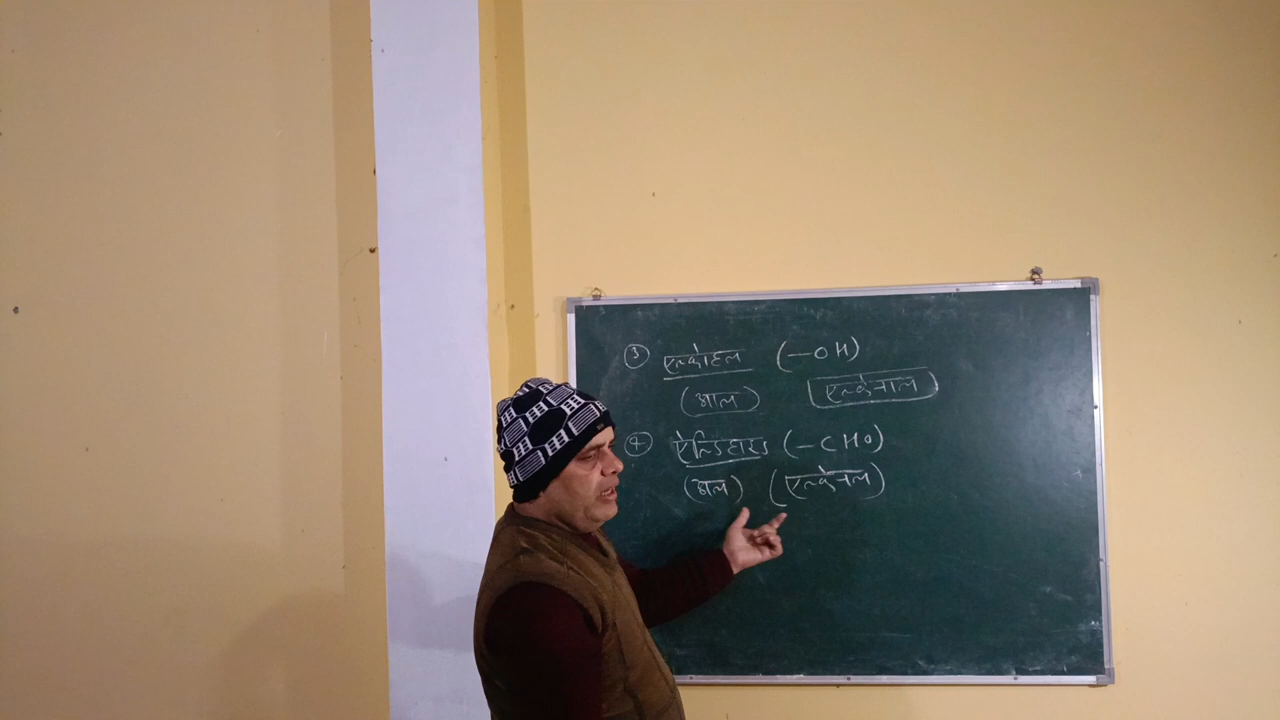 ③ एल्कोहल (—OH)
(आल) एल्केनाल
④ ऐल्डिहाइड (—CHO)
(अल) (एल्केनल)